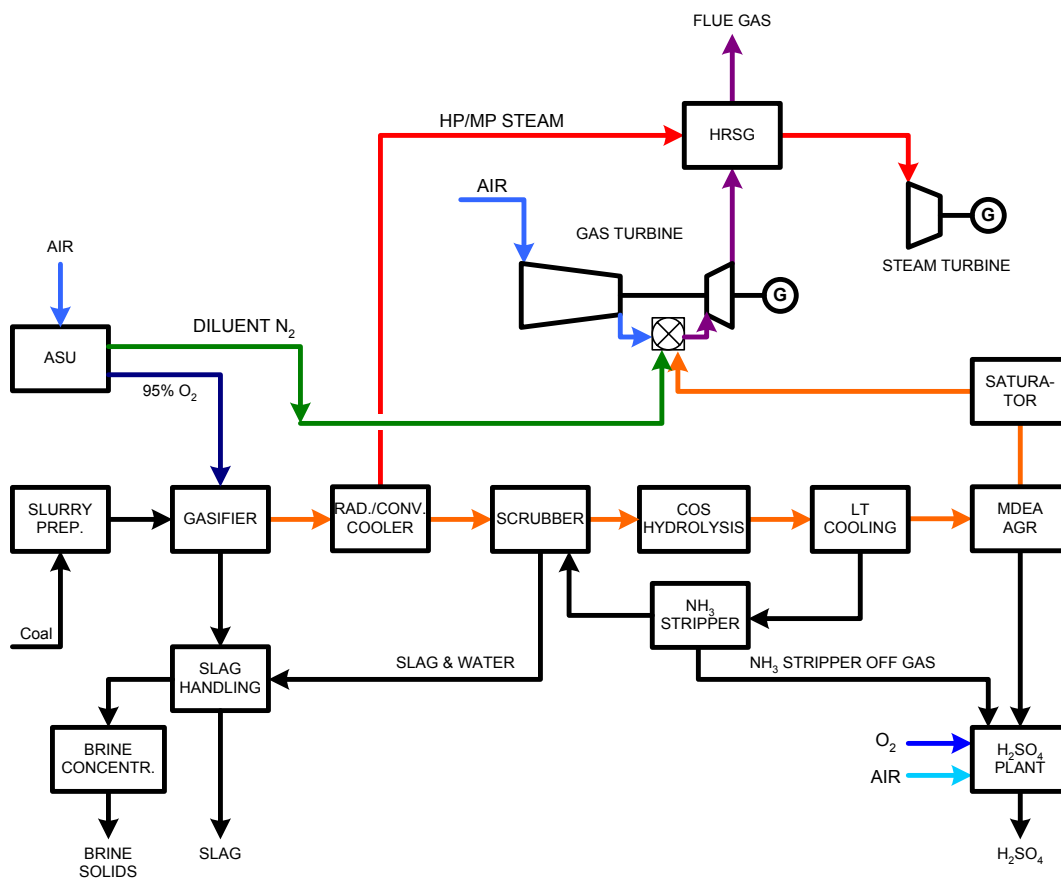 FLUE GAS
HP/MP STEAM
HRSG
AIR
GAS TURBINE
G
STEAM TURBINE
G
AIR
ASU
DILUENT N₂
95% O₂
SATURA-
TOR
SLURRY
PREP.
GASIFIER
RAD./CONV.
COOLER
SCRUBBER
COS
HYDROLYSIS
LT
COOLING
MDEA
AGR
Coal
NH₃
STRIPPER
SLAG
HANDLING
SLAG & WATER
NH₃ STRIPPER OFF GAS
BRINE
CONCENTR.
O₂
AIR
H₂SO₄
PLANT
BRINE
SOLIDS
SLAG
H₂SO₄